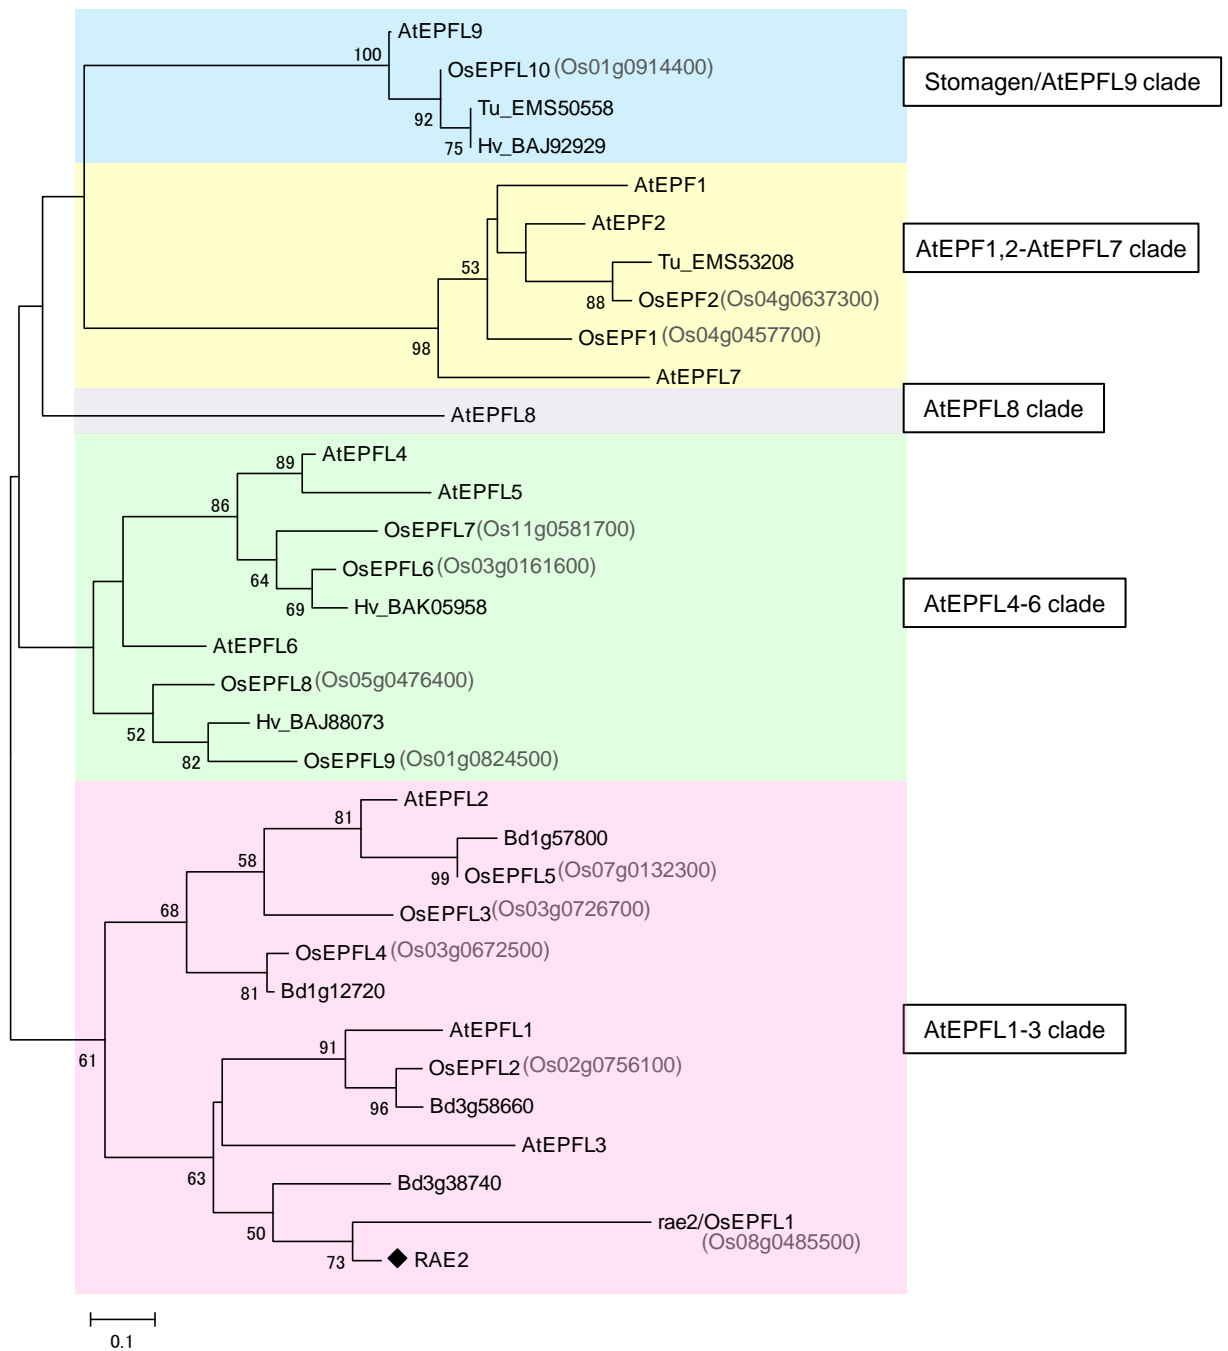 AtEPFL9
100
OsEPFL10 (Os01g0914400)
Stomagen/AtEPFL9 clade
Tu_EMS50558
92
75
Hv_BAJ92929
AtEPF1
AtEPF2
AtEPF1,2-AtEPFL7 clade
53
Tu_EMS53208
88
OsEPF2 (Os04g0637300)
OsEPF1 (Os04g0457700)
98
AtEPFL7
AtEPFL8
AtEPFL8 clade
AtEPFL4
89
AtEPFL5
86
OsEPFL7 (Os11g0581700)
OsEPFL6 (Os03g0161600)
64
69
Hv_BAK05958
AtEPFL4-6 clade
AtEPFL6
OsEPFL8 (Os05g0476400)
Hv_BAJ88073
52
82
OsEPFL9 (Os01g0824500)
AtEPFL2
81
Bd1g57800
58
99
OsEPFL5 (Os07g0132300)
68
OsEPFL3 (Os03g0726700)
OsEPFL4 (Os03g0672500)
81
Bd1g12720
AtEPFL1
AtEPFL1-3 clade
91
61
OsEPFL2 (Os02g0756100)
96
Bd3g58660
AtEPFL3
63
Bd3g38740
rae2/OsEPFL1
50
(Os08g0485500)
73
RAE2
0.1